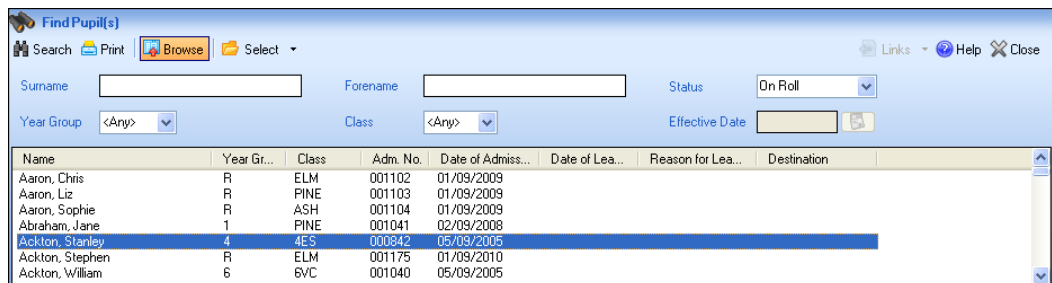 Find Pupil(s)
Search Print Browse Select Links Help Close
Surname Forename Status On Roll
Year Group <Any> Class <Any> Effective Date
Name Year Gr... Class Adm. No. Date of Admiss... Date of Lea... Reason for Lea... Destination
Aaron, Chris R ELM 001102 01/09/2009
Aaron, Liz R PINE 001103 01/09/2009
Aaron, Sophie R ASH 001104 01/09/2009
Abraham, Jane 1 PINE 001041 02/09/2008
Ackton, Stanley 4 4ES 000842 05/09/2005
Ackton, Stephen R ELM 001175 01/09/2010
Ackton, William 6 6VC 001040 05/09/2005